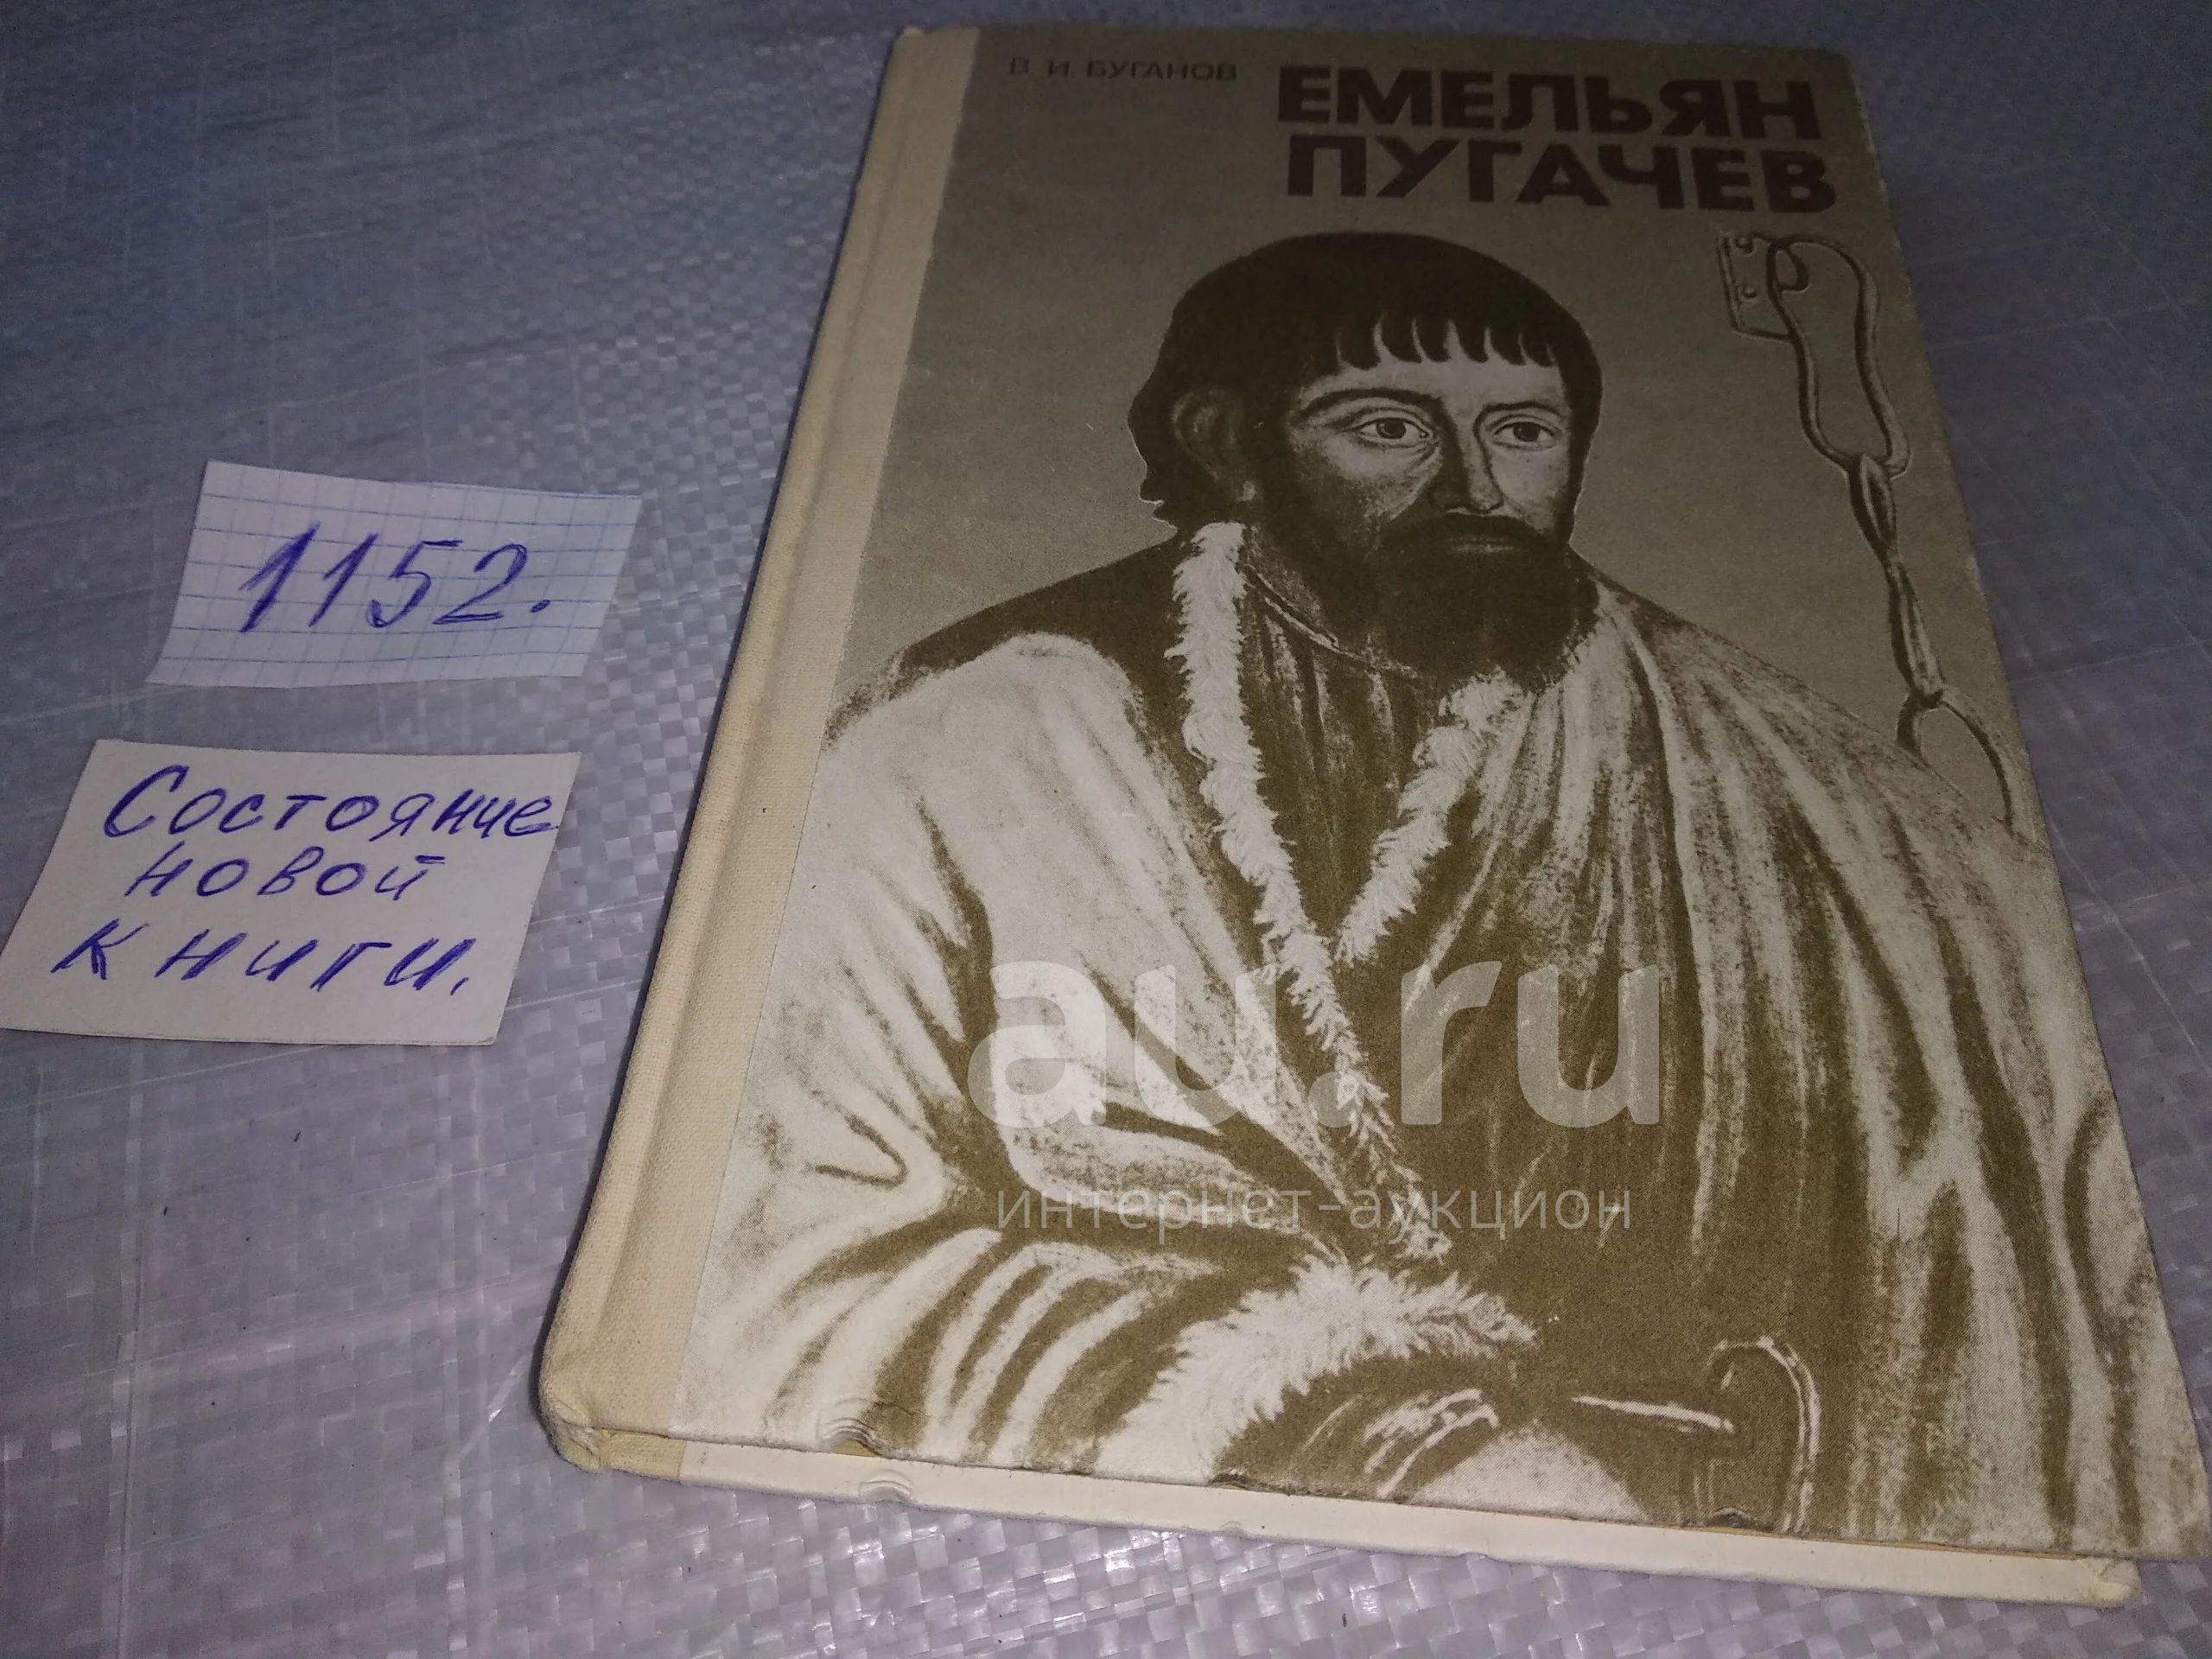 В. И. БУГАНОВ
ЕМЕЛЬЯН
ПУГАЧЕВ
1152.
Состояние
новой
книги.
au.ru
интернет-аукцион